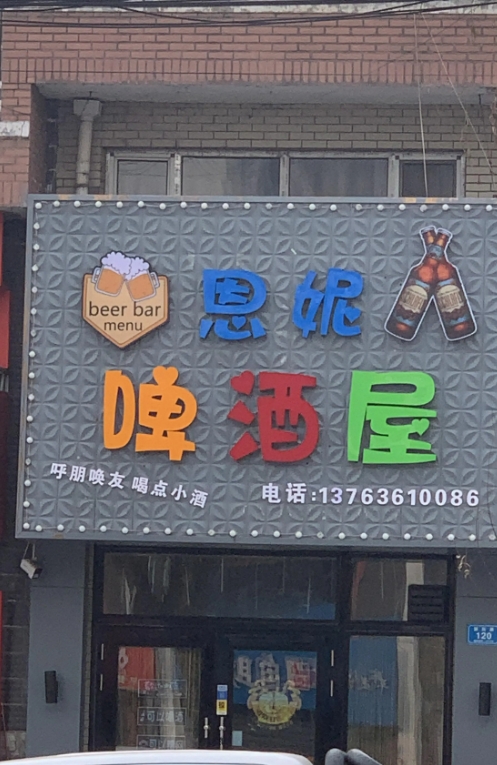 beer bar
menu
恩妮
啤酒屋
呼朋唤友 喝点小酒
电话:13763610086
120